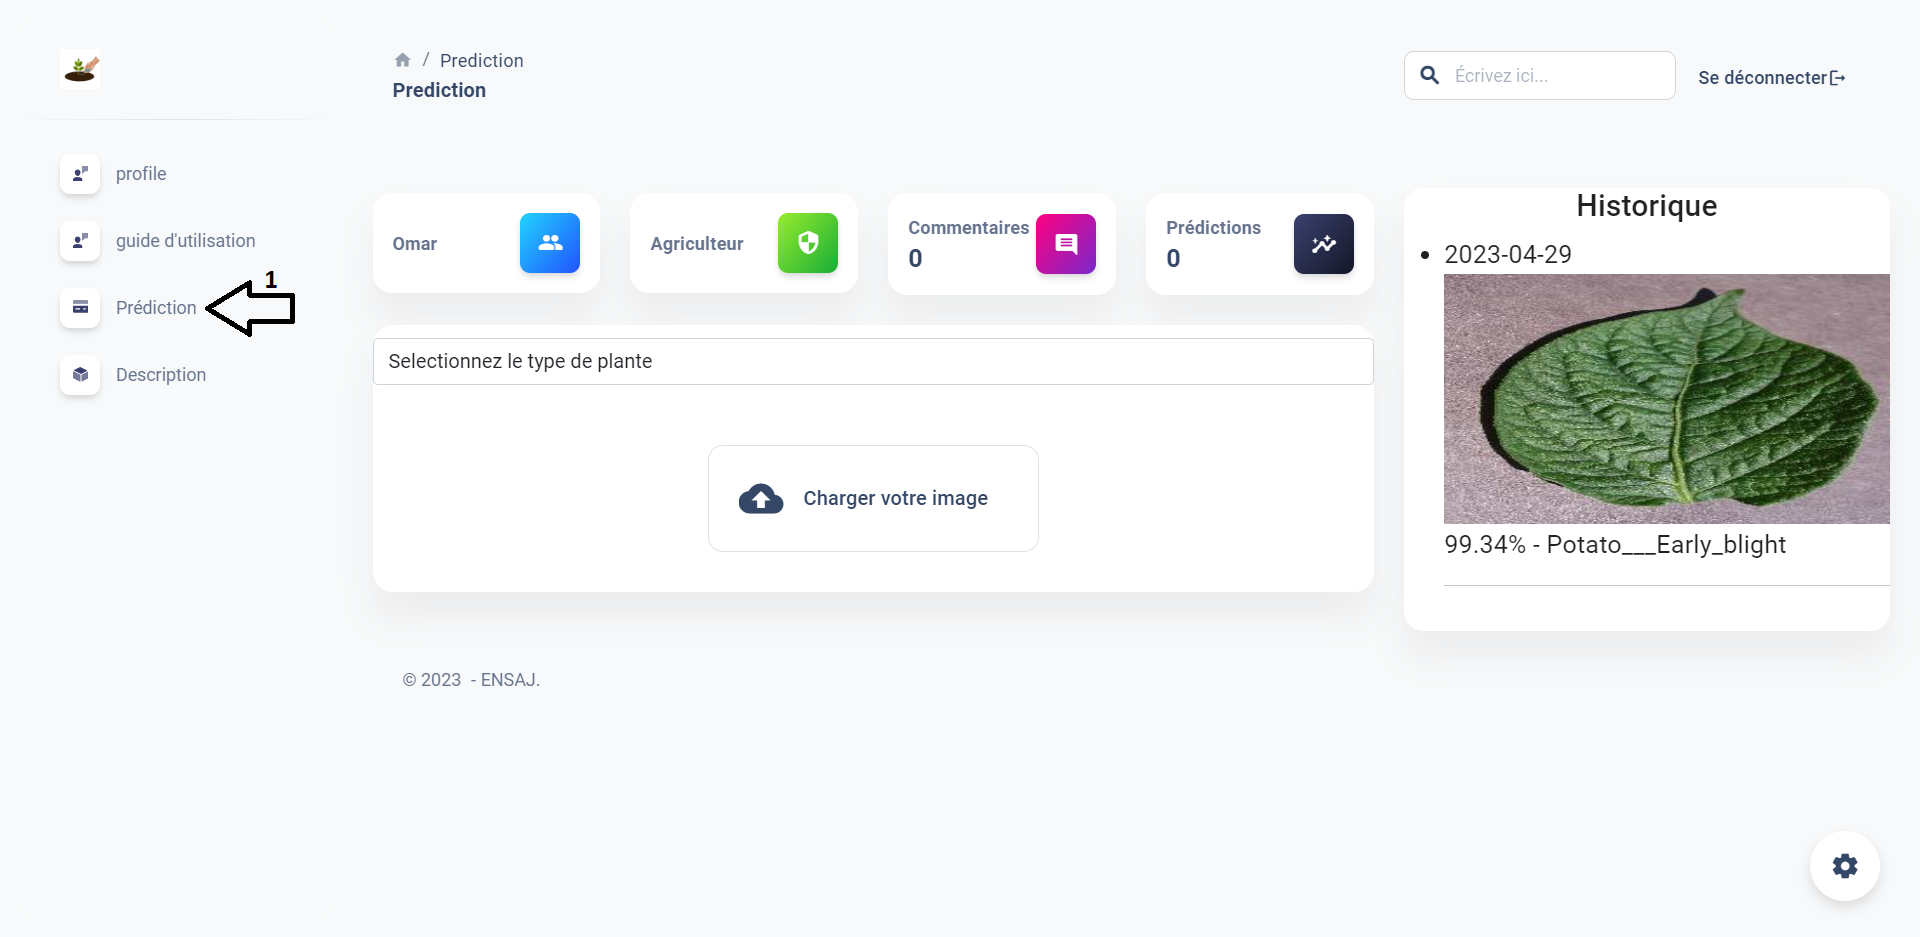 / Prediction
Prediction
Écrivez ici...
Se déconnecter
profile
guide d'utilisation
1
Prédiction
Description
Omar
Agriculteur
Commentaires
0
Prédictions
0
Selectionnez le type de plante
Charger votre image
Historique
2023-04-29
99.34% - Potato___Early_blight
© 2023 - ENSAJ.